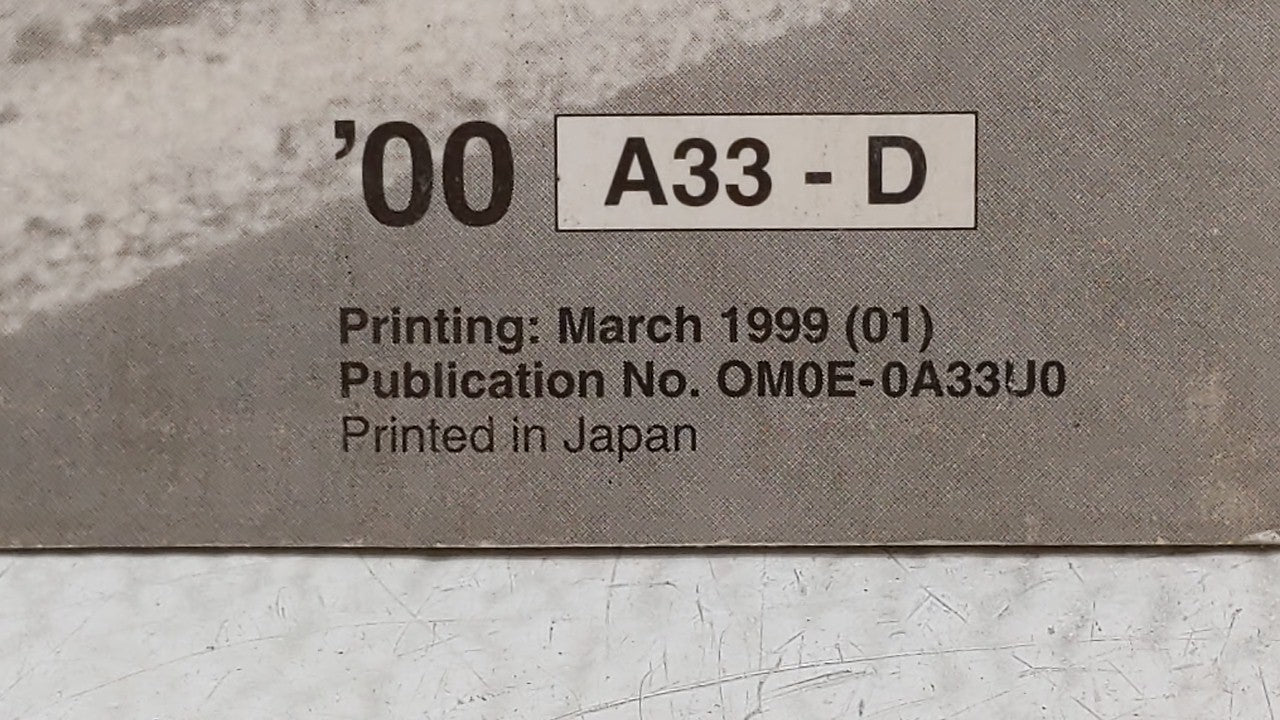 ’00 A33 - D
Printing: March 1999 (01)
Publication No. OM0E-0A33U0
Printed in Japan